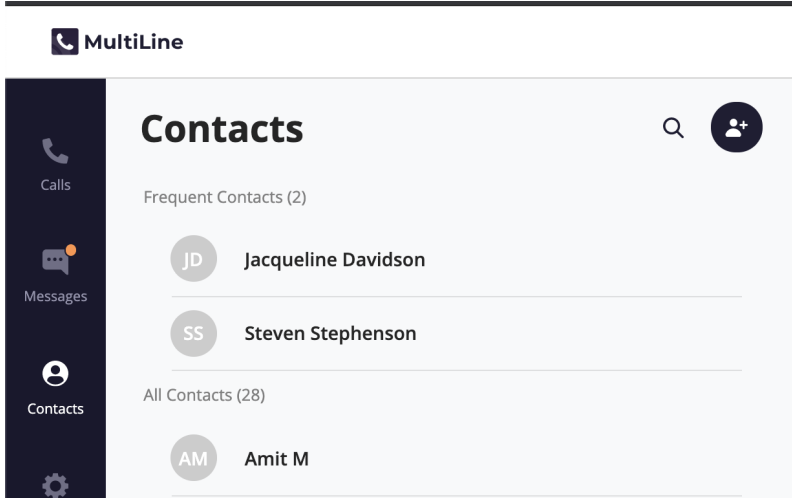 MultiLine
Calls
Messages
Contacts
Contacts
Frequent Contacts (2)
JD Jacqueline Davidson
SS Steven Stephenson
All Contacts (28)
AM Amit M